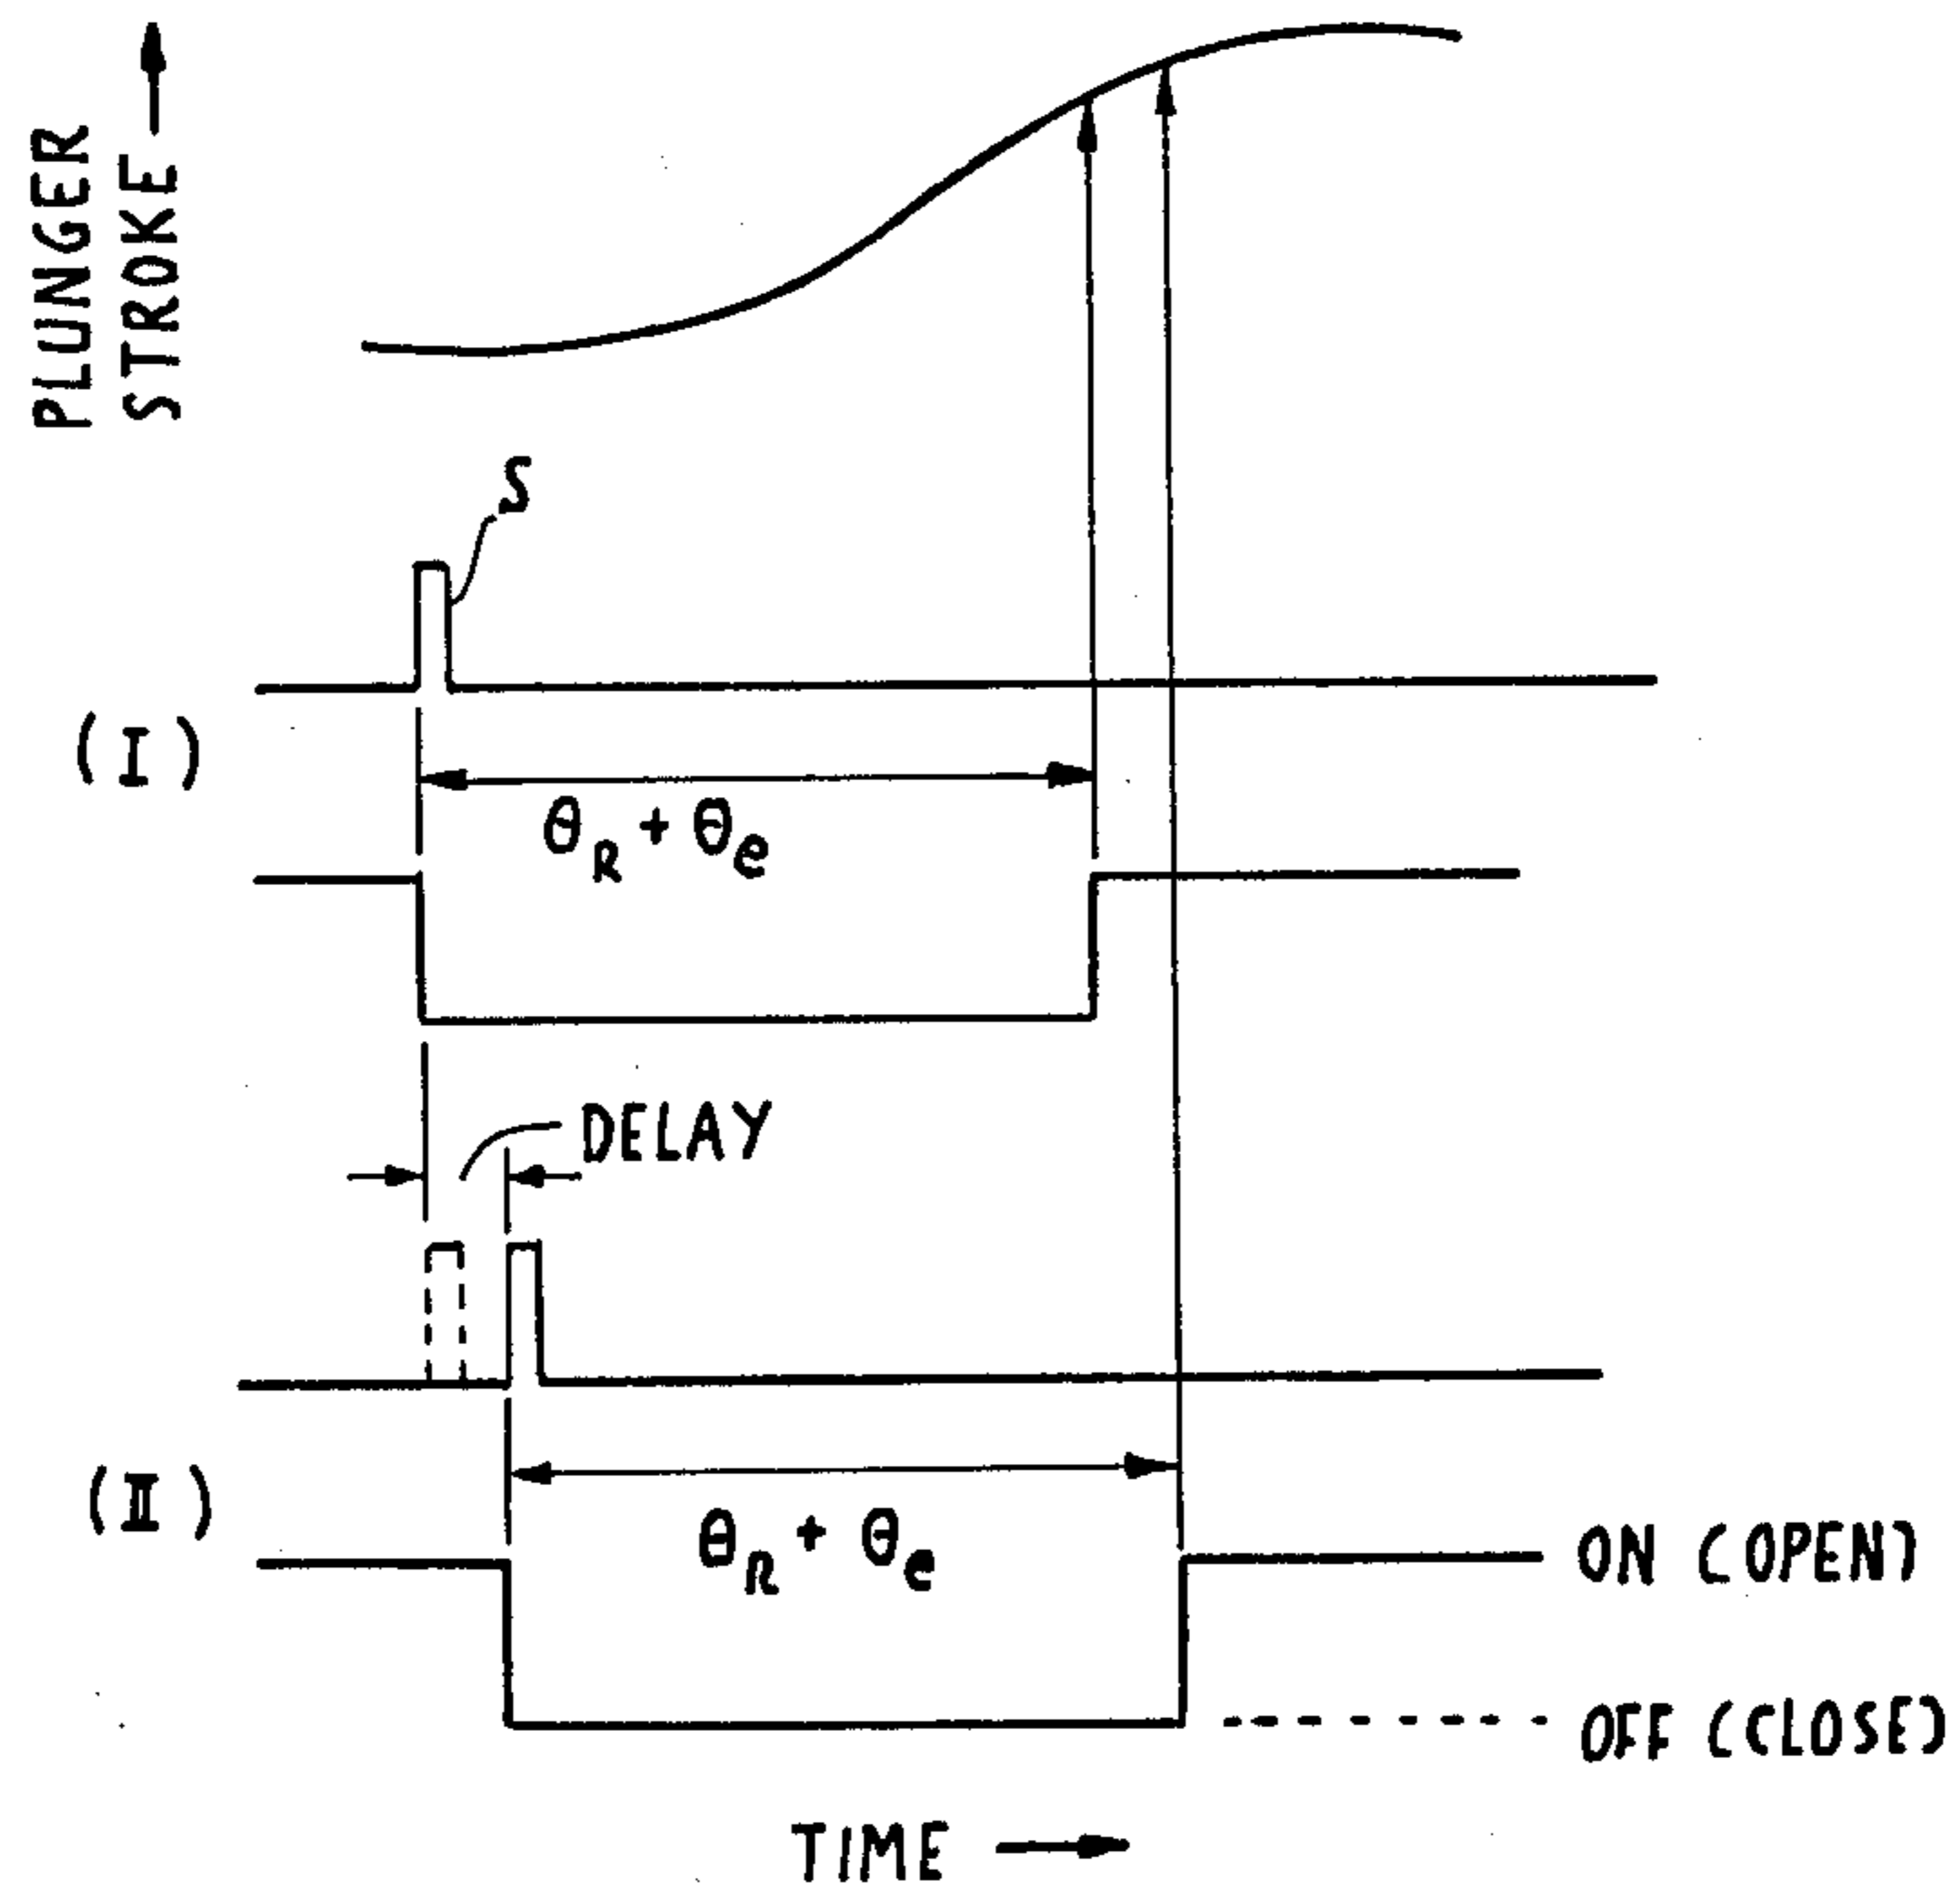 PLUNGER
STROKE
S
(I)
θR + θe
DELAY
(II)
θR + θe
ON (OPEN)
OFF (CLOSE)
TIME